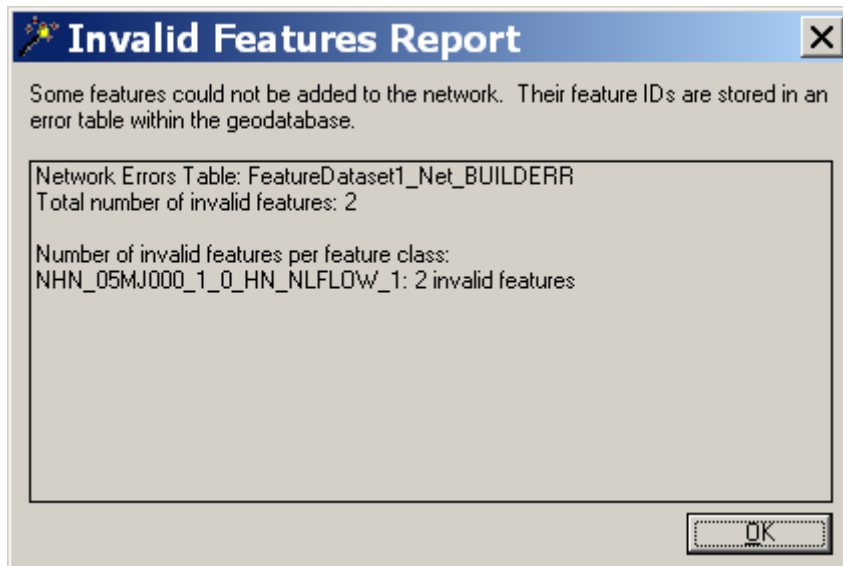 Invalid Features Report
Some features could not be added to the network.  Their feature IDs are stored in an
error table within the geodatabase.
Network Errors Table: FeatureDataset1_Net_BUILDERR
Total number of invalid features: 2
Number of invalid features per feature class:
NHN_05MJ000_1_0_HN_NLFLOW_1: 2 invalid features
OK